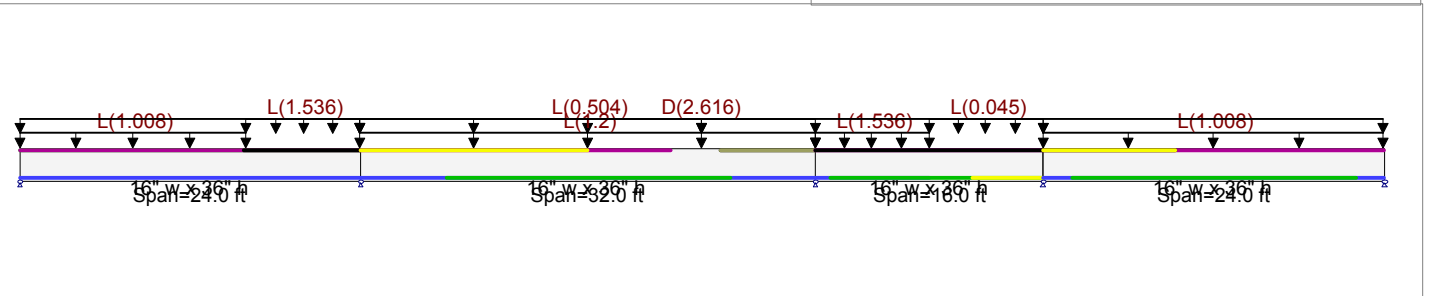 L(1.008)
L(1.536)
L(0.504)
L(1.2)
D(2.616)
L(1.536)
L(0.045)
L(1.008)
16" w x 36" h
Span=24.0 ft
16" w x 36" h
Span=32.0 ft
16" w x 36" h
Span=16.0 ft
16" w x 36" h
Span=24.0 ft